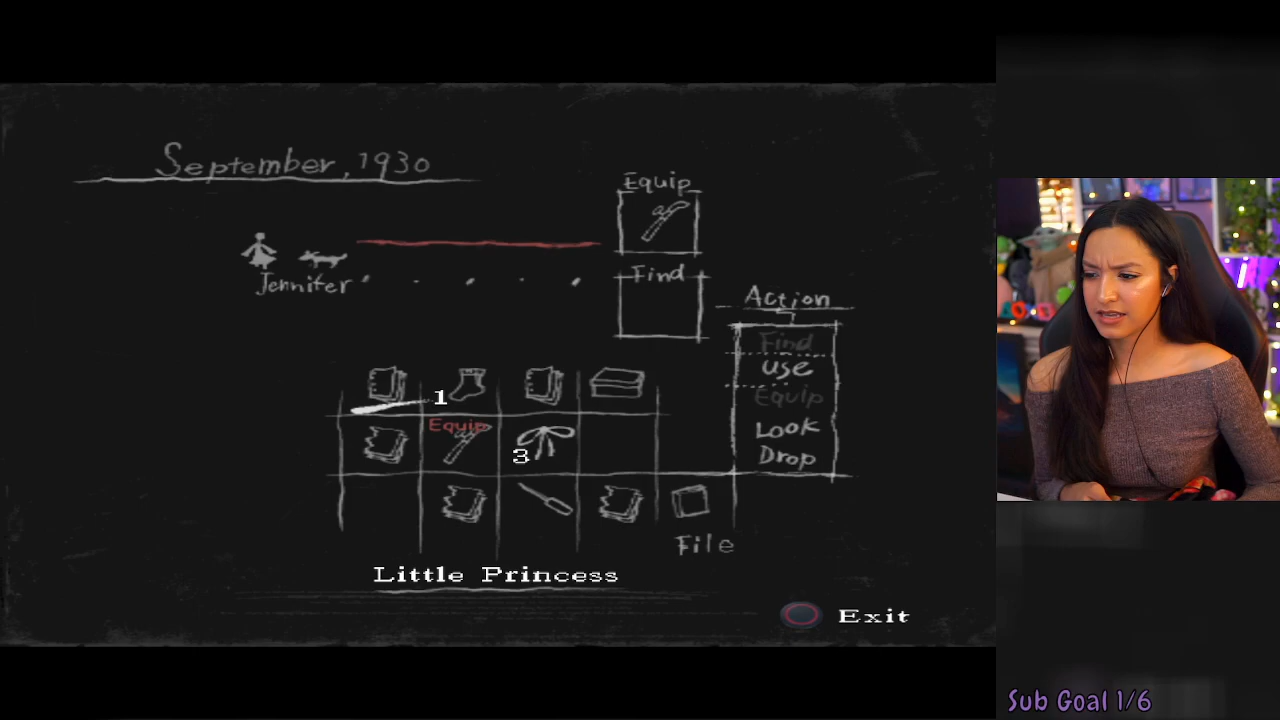 September, 1930
Equip
Jennifer
Find
Action
Find
Use
Equip
Look
Drop
1
Equip
3
File
Little Princess
Exit
Sub Goal 1/6